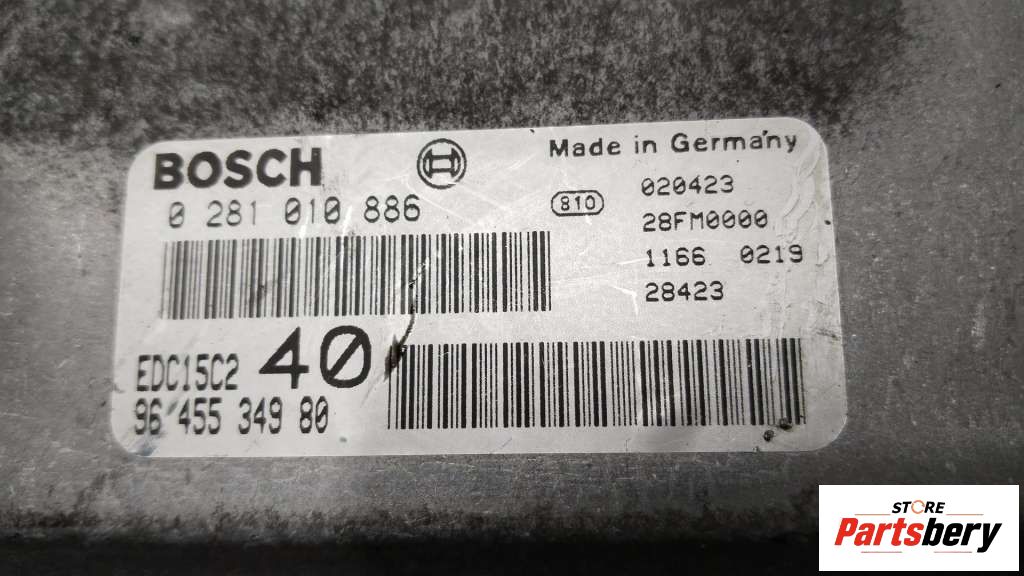 BOSCH
Made in Germany
0 281 010 886
810
020423
28FM0000
1166 0219
28423
EDC15C2 40
96 455 349 80
STORE
Partsbery